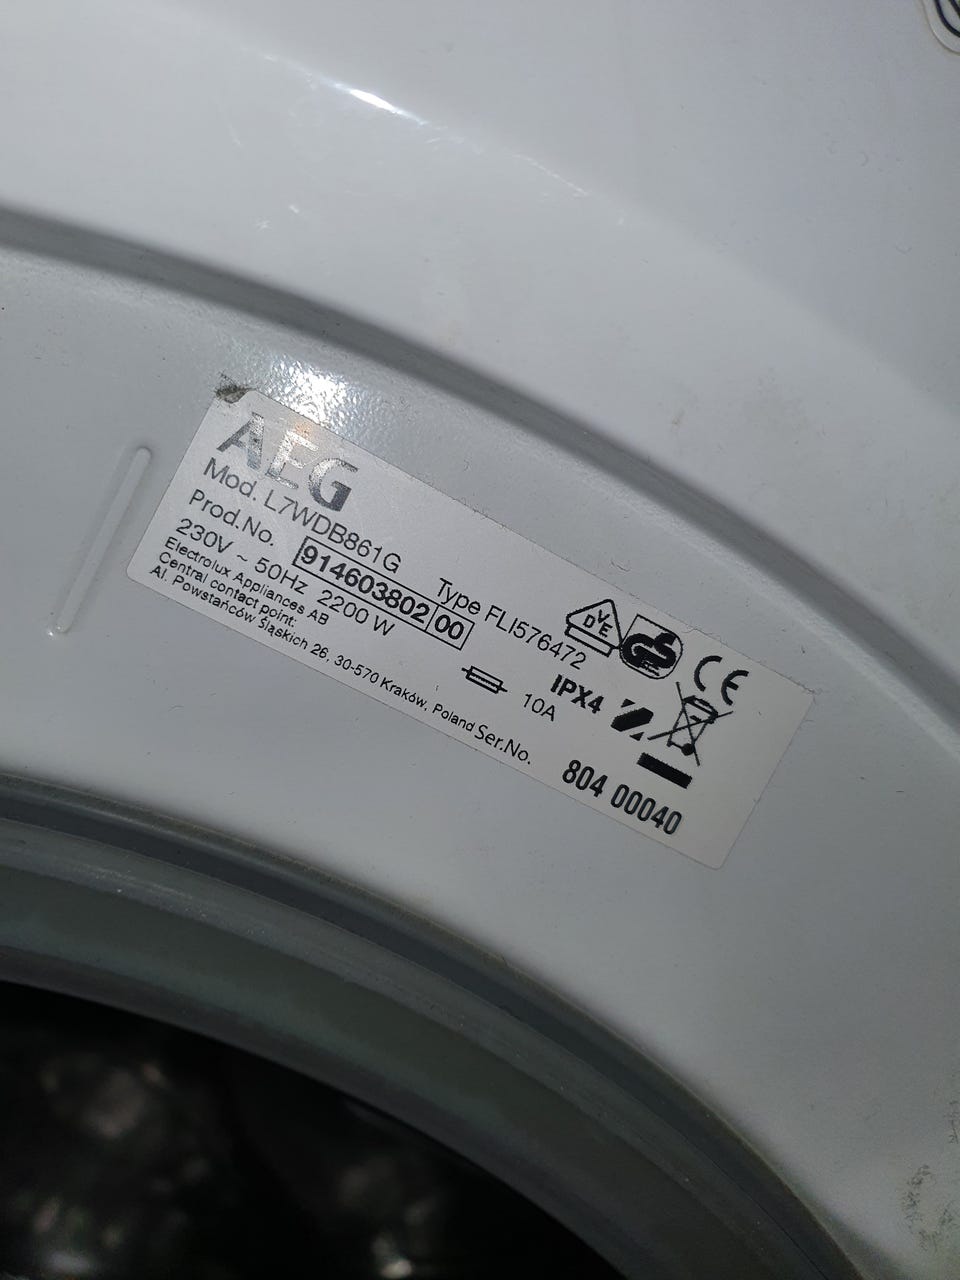 AEG
Mod. L7WDB861G Type FLI576472
Prod.No. 914603802 00
230V ~ 50Hz 2200 W 10A IPX4
Electrolux Appliances AB
Central contact point:
Al. Powstańców Śląskich 26, 30-570 Kraków, Poland Ser.No. 804 00040
DVE
CE